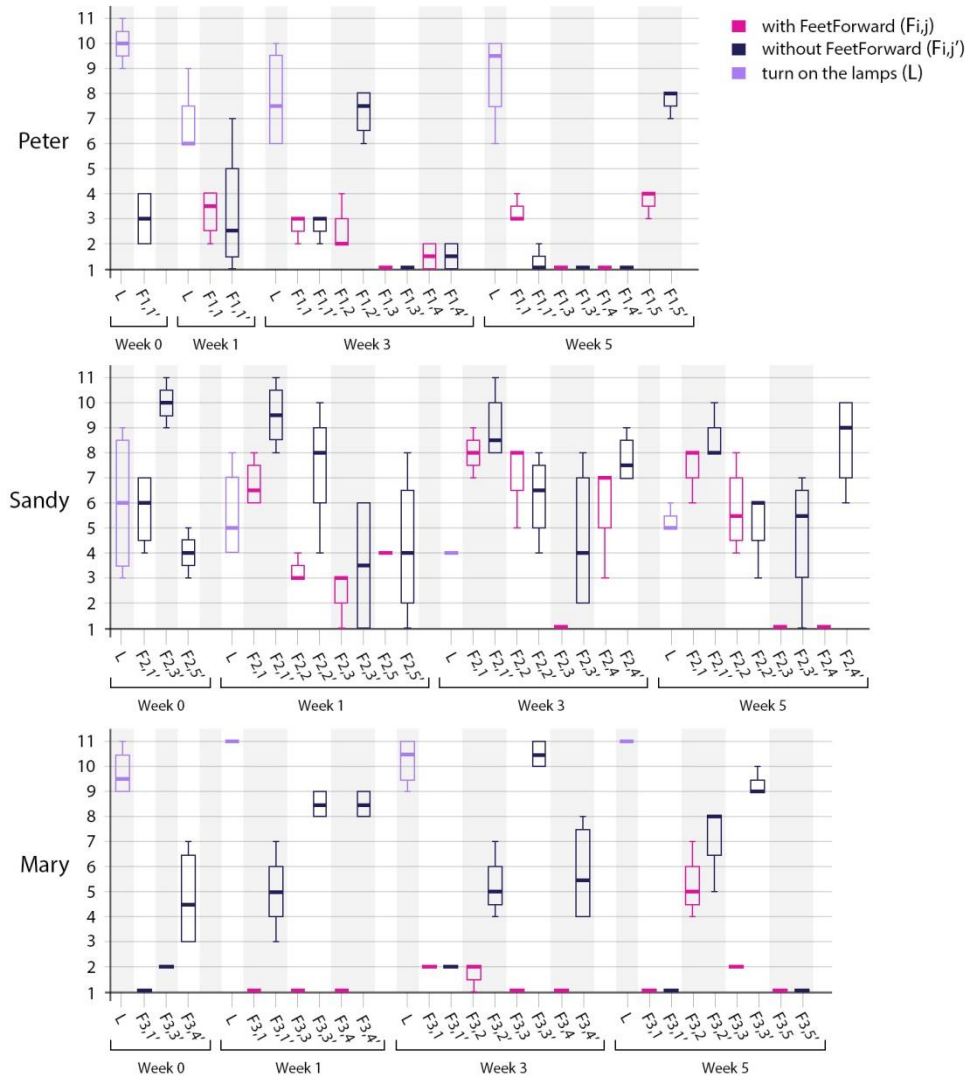 with FeetForward (Fi,j)
without FeetForward (Fi,j’)
turn on the lamps (L)
Peter
11
10
9
8
7
6
5
4
3
2
1
L F1,1’ L F1,1 F1,1’ L F1,1 F1,1’ F1,2 F1,2’ F1,3 F1,3’ F1,4 F1,4’ L F1,1 F1,1’ F1,3 F1,3’ F1,4 F1,4’ F1,5 F1,5’
Week 0 Week 1 Week 3 Week 5
Sandy
11
10
9
8
7
6
5
4
3
2
1
L F2,1’ F2,3’ F2,5’ L F2,1 F2,1’ F2,2 F2,2’ F2,3 F2,3’ F2,5 F2,5’ L F2,1 F2,1’ F2,2 F2,2’ F2,3 F2,3’ F2,4 F2,4’ L F2,1 F2,1’ F2,2 F2,2’ F2,3 F2,3’ F2,4 F2,4’
Week 0 Week 1 Week 3 Week 5
Mary
11
10
9
8
7
6
5
4
3
2
1
L F3,1’ F3,3’ F3,4’ L F3,1 F3,1’ F3,3 F3,3’ F3,4 F3,4’ L F3,1 F3,1’ F3,2 F3,2’ F3,3 F3,3’ F3,4 F3,4’ L F3,1 F3,1’ F3,2 F3,2’ F3,3 F3,3’ F3,5 F3,5’
Week 0 Week 1 Week 3 Week 5